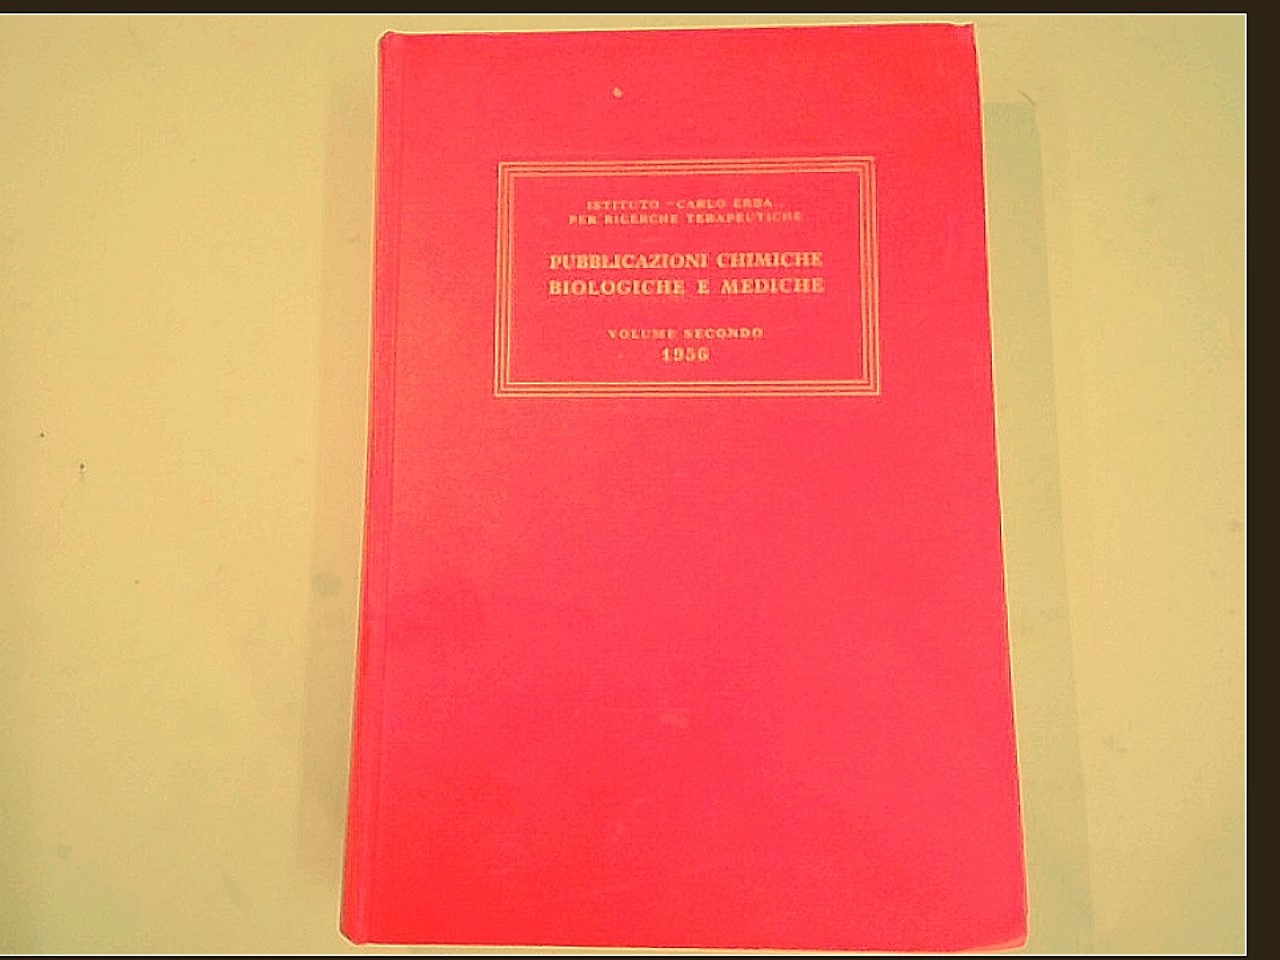 ISTITUTO "CARLO ERBA„
PER RICERCHE TERAPEUTICHE
PUBBLICAZIONI CHIMICHE
BIOLOGICHE E MEDICHE
VOLUME SECONDO
1956